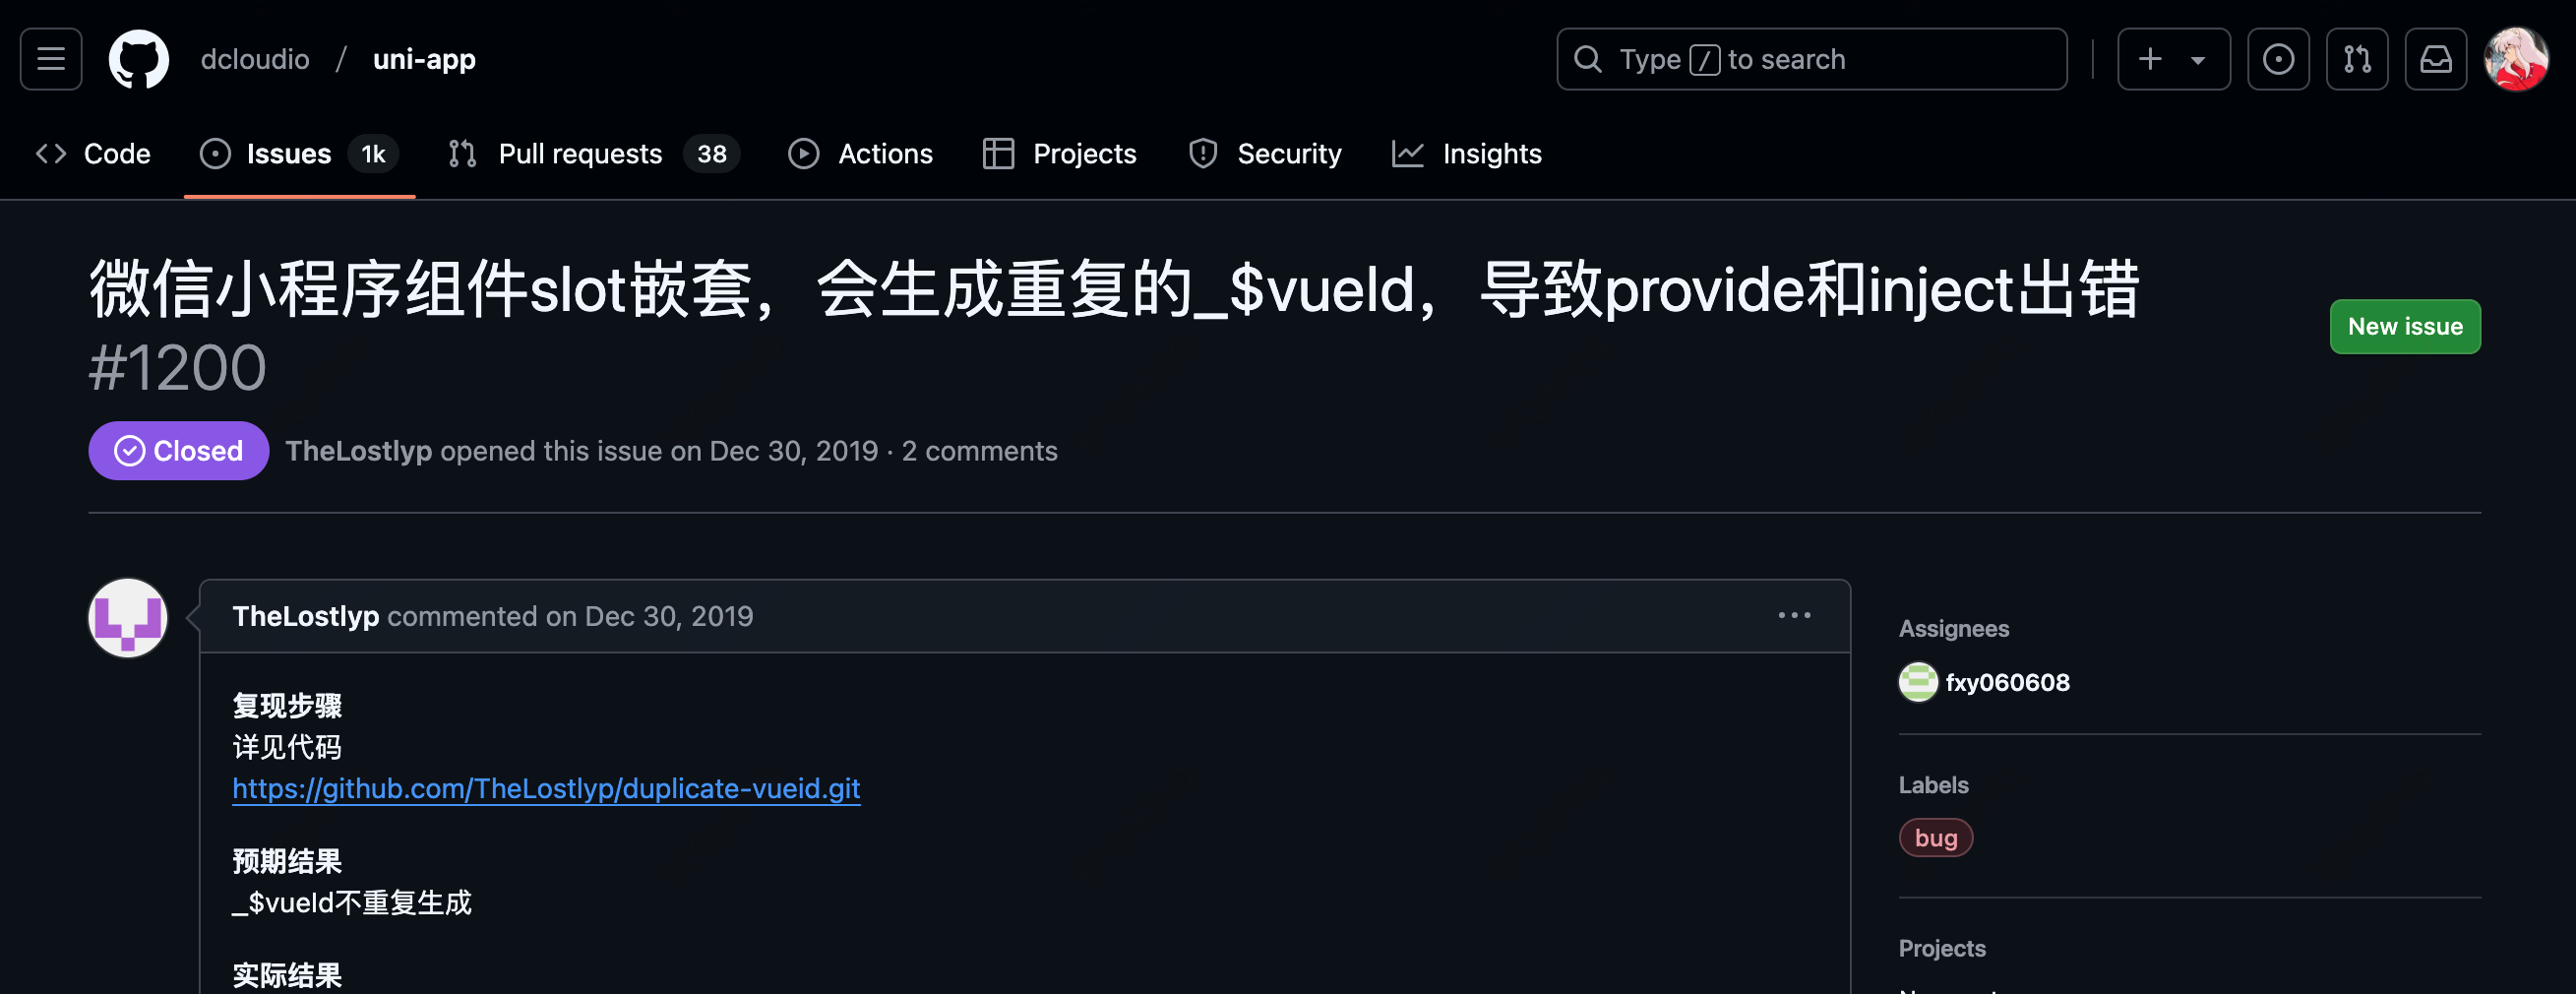 dcloudio / uni-app
Type / to search
Code
Issues 1k
Pull requests 38
Actions
Projects
Security
Insights
微信小程序组件slot嵌套，会生成重复的_$vueId，导致provide和inject出错
#1200
New issue
Closed
TheLostlyp opened this issue on Dec 30, 2019 · 2 comments
TheLostlyp commented on Dec 30, 2019
复现步骤
详见代码
https://github.com/TheLostlyp/duplicate-vueid.git
预期结果
_$vueId不重复生成
实际结果
Assignees
fxy060608
Labels
bug
Projects